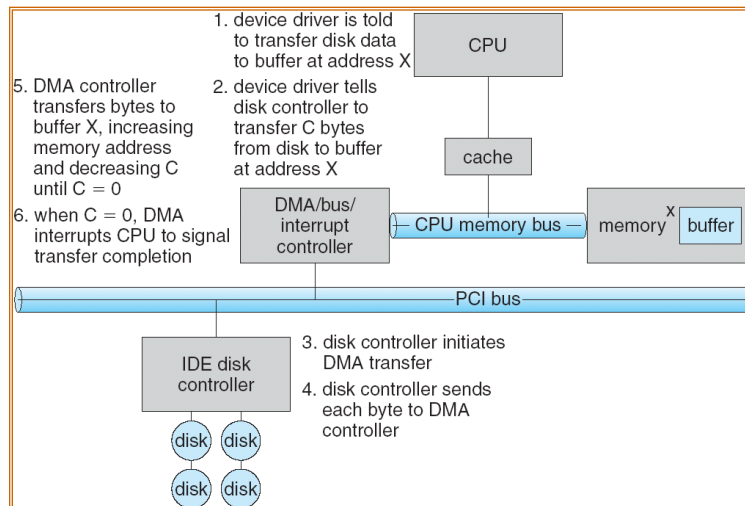 1. device driver is told
to transfer disk data
to buffer at address X
CPU
5. DMA controller
transfers bytes to
buffer X, increasing
memory address
and decreasing C
until C = 0
2. device driver tells
disk controller to
transfer C bytes
from disk to buffer
at address X
cache
6. when C = 0, DMA
interrupts CPU to signal
transfer completion
DMA/bus/
interrupt
controller
CPU memory bus
memory
x
buffer
PCI bus
IDE disk
controller
3. disk controller initiates
DMA transfer
4. disk controller sends
each byte to DMA
controller
disk
disk
disk
disk